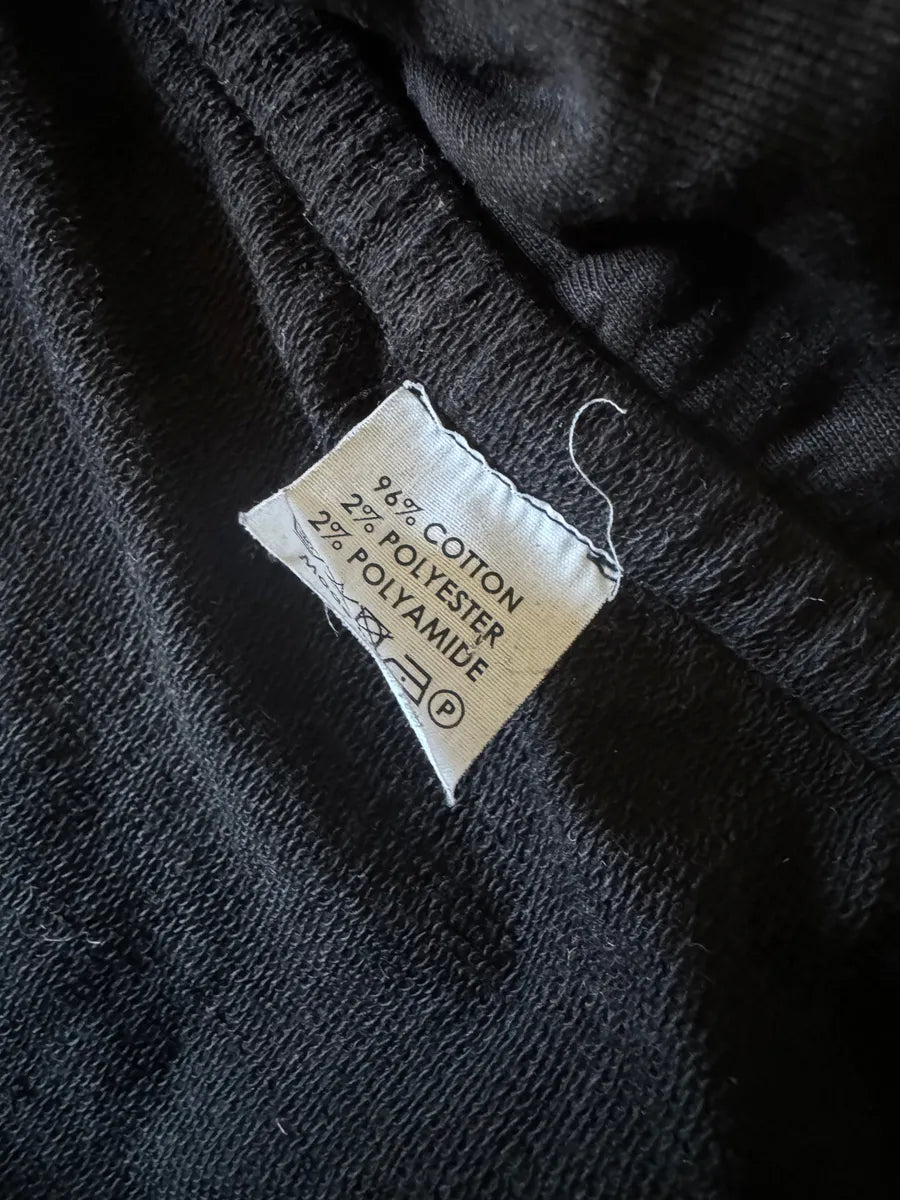 96% COTTON
2% POLYESTER
2% POLYAMIDE
P